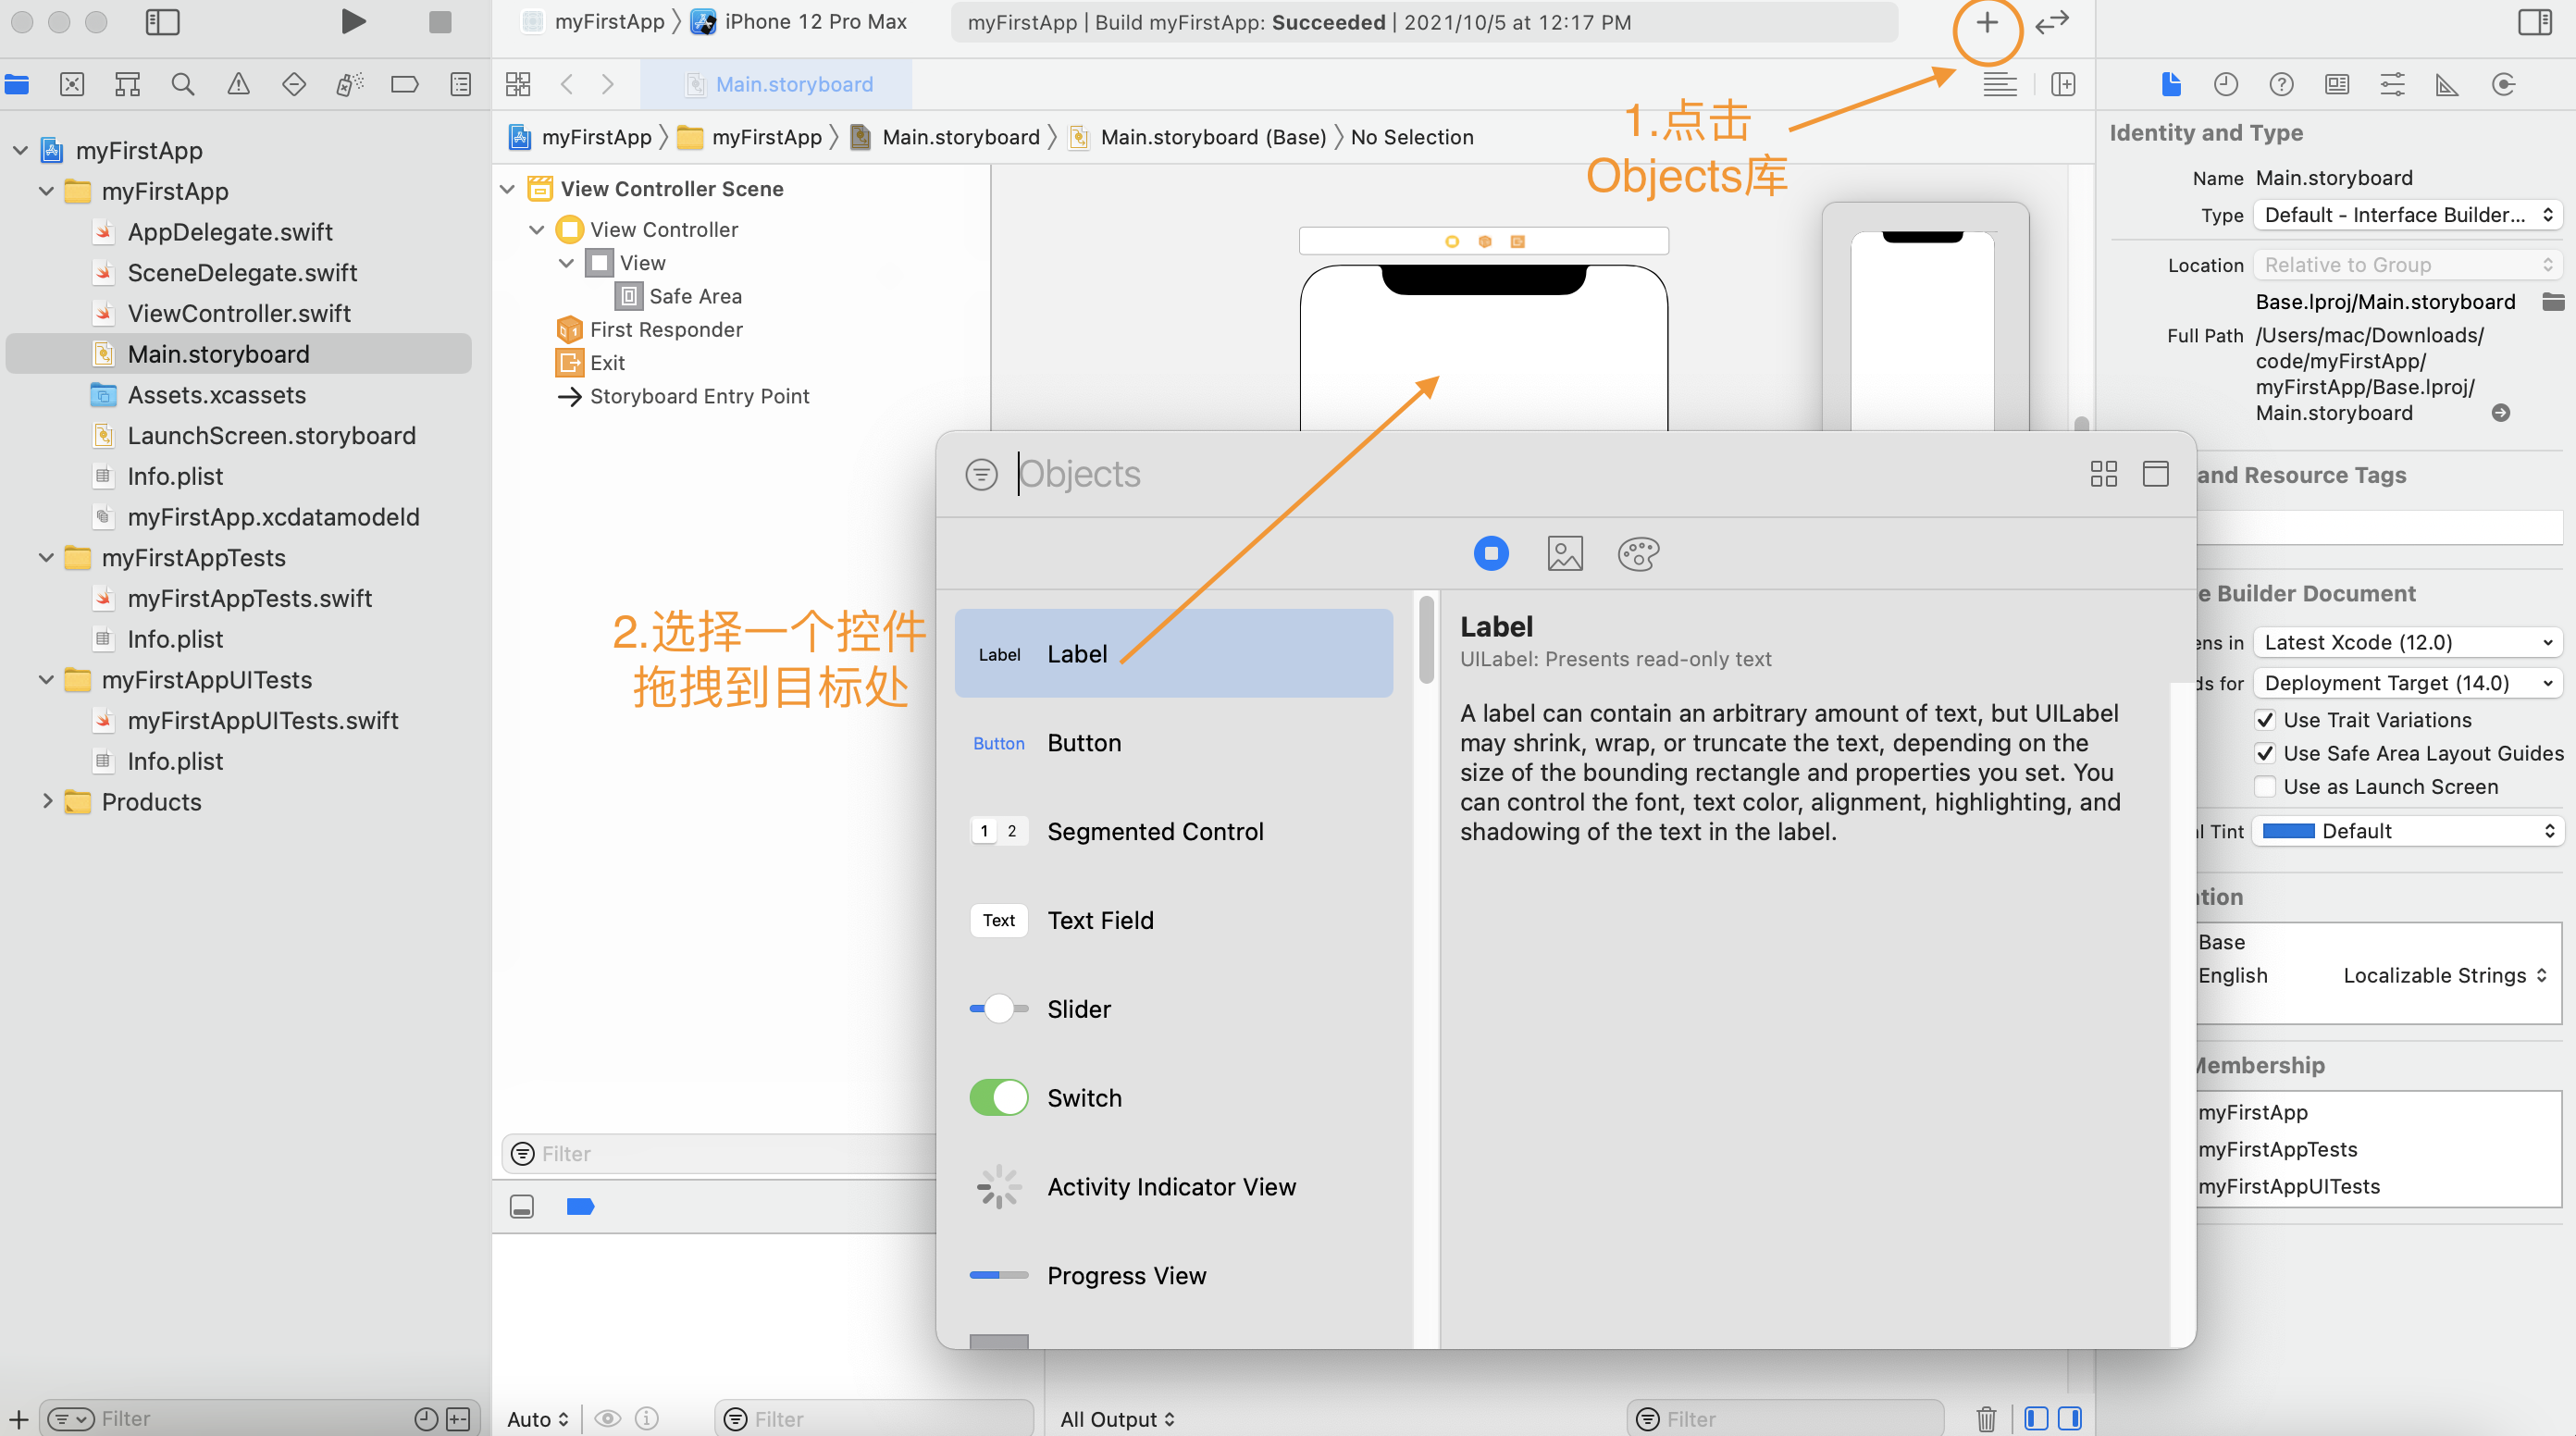 myFirstApp
iPhone 12 Pro Max
myFirstApp | Build myFirstApp: Succeeded | 2021/10/5 at 12:17 PM
Main.storyboard
myFirstApp
myFirstApp
Main.storyboard
Main.storyboard (Base)
No Selection
1.点击
Objects库
myFirstApp
myFirstApp
AppDelegate.swift
SceneDelegate.swift
ViewController.swift
Main.storyboard
Assets.xcassets
LaunchScreen.storyboard
Info.plist
myFirstApp.xcdatamodeld
myFirstAppTests
myFirstAppTests.swift
Info.plist
myFirstAppUITests
myFirstAppUITests.swift
Info.plist
Products
Filter
View Controller Scene
View Controller
View
Safe Area
First Responder
Exit
Storyboard Entry Point
2.选择一个控件
拖拽到目标处
Filter
Objects
Label Label
Button Button
1 2 Segmented Control
Text Text Field
Slider
Switch
Activity Indicator View
Progress View
Label
UILabel: Presents read-only text
A label can contain an arbitrary amount of text, but UILabel
may shrink, wrap, or truncate the text, depending on the
size of the bounding rectangle and properties you set. You
can control the font, text color, alignment, highlighting, and
shadowing of the text in the label.
Auto
Filter
All Output
Filter
Identity and Type
Name Main.storyboard
Type Default - Interface Builder...
Location Relative to Group
Base.lproj/Main.storyboard
Full Path /Users/mac/Downloads/
code/myFirstApp/
myFirstApp/Base.lproj/
Main.storyboard
and Resource Tags
e Builder Document
ens in Latest Xcode (12.0)
ds for Deployment Target (14.0)
Use Trait Variations
Use Safe Area Layout Guides
Use as Launch Screen
l Tint Default
tion
Base
English Localizable Strings
Membership
myFirstApp
myFirstAppTests
myFirstAppUITests